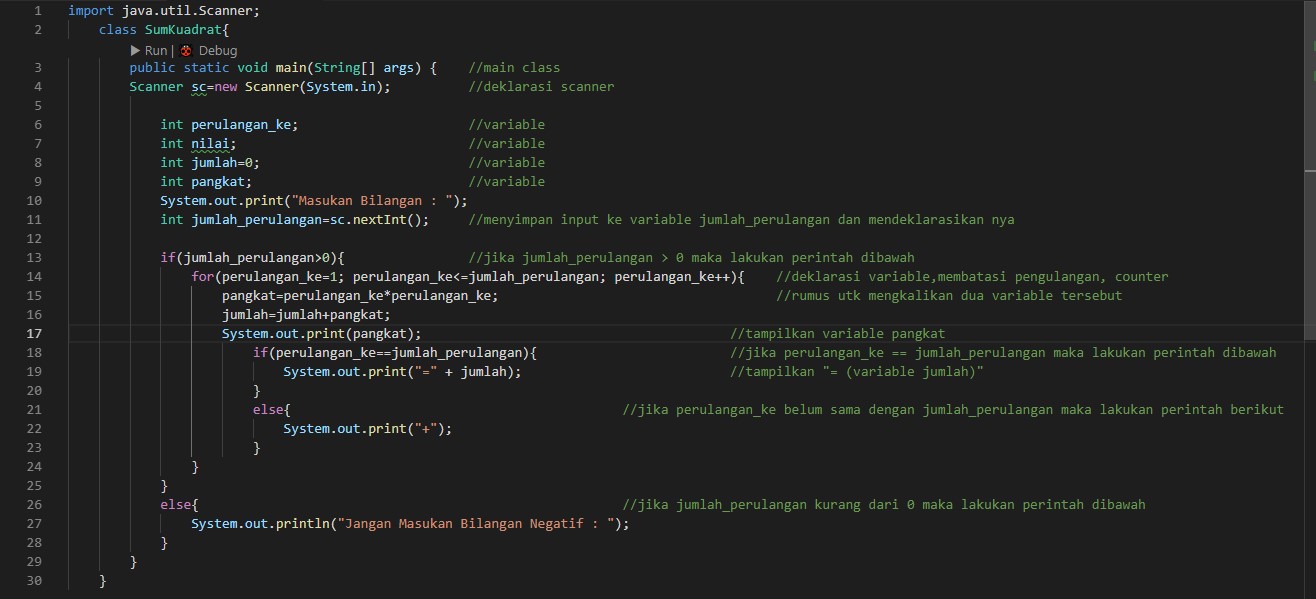 1 import java.util.Scanner;
2 class SumKuadrat{
Run | Debug
3 public static void main(String[] args) { //main class
4 Scanner sc=new Scanner(System.in); //deklarasi scanner
5
6 int perulangan_ke; //variable
7 int nilai; //variable
8 int jumlah=0; //variable
9 int pangkat; //variable
10 System.out.print("Masukan Bilangan : ");
11 int jumlah_perulangan=sc.nextInt(); //menyimpan input ke variable jumlah_perulangan dan mendeklarasikan nya
12
13 if(jumlah_perulangan>0){ //jika jumlah_perulangan > 0 maka lakukan perintah dibawah
14 for(perulangan_ke=1; perulangan_ke<=jumlah_perulangan; perulangan_ke++){ //deklarasi variable,membatasi pengulangan, counter
15 pangkat=perulangan_ke*perulangan_ke; //rumus utk mengkalikan dua variable tersebut
16 jumlah=jumlah+pangkat;
17 System.out.print(pangkat); //tampilkan variable pangkat
18 if(perulangan_ke==jumlah_perulangan){ //jika perulangan_ke == jumlah_perulangan maka lakukan perintah dibawah
19 System.out.print("=" + jumlah); //tampilkan "= (variable jumlah)"
20 }
21 else{ //jika perulangan_ke belum sama dengan jumlah_perulangan maka lakukan perintah berikut
22 System.out.print("+");
23 }
24 }
25 }
26 else{ //jika jumlah_perulangan kurang dari 0 maka lakukan perintah dibawah
27 System.out.println("Jangan Masukan Bilangan Negatif : ");
28 }
29 }
30 }